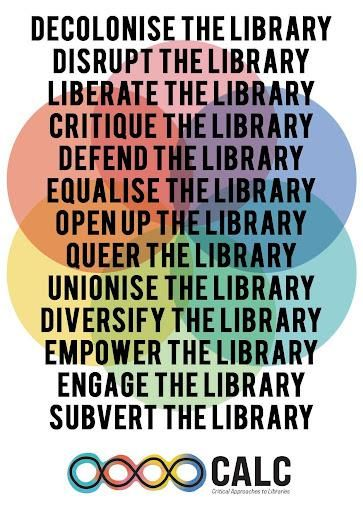 DECOLONISE THE LIBRARY
DISRUPT THE LIBRARY
LIBERATE THE LIBRARY
CRITIQUE THE LIBRARY
DEFEND THE LIBRARY
EQUALISE THE LIBRARY
OPEN UP THE LIBRARY
QUEER THE LIBRARY
UNIONISE THE LIBRARY
DIVERSIFY THE LIBRARY
EMPOWER THE LIBRARY
ENGAGE THE LIBRARY
SUBVERT THE LIBRARY
CALC
Critical Approaches to Libraries